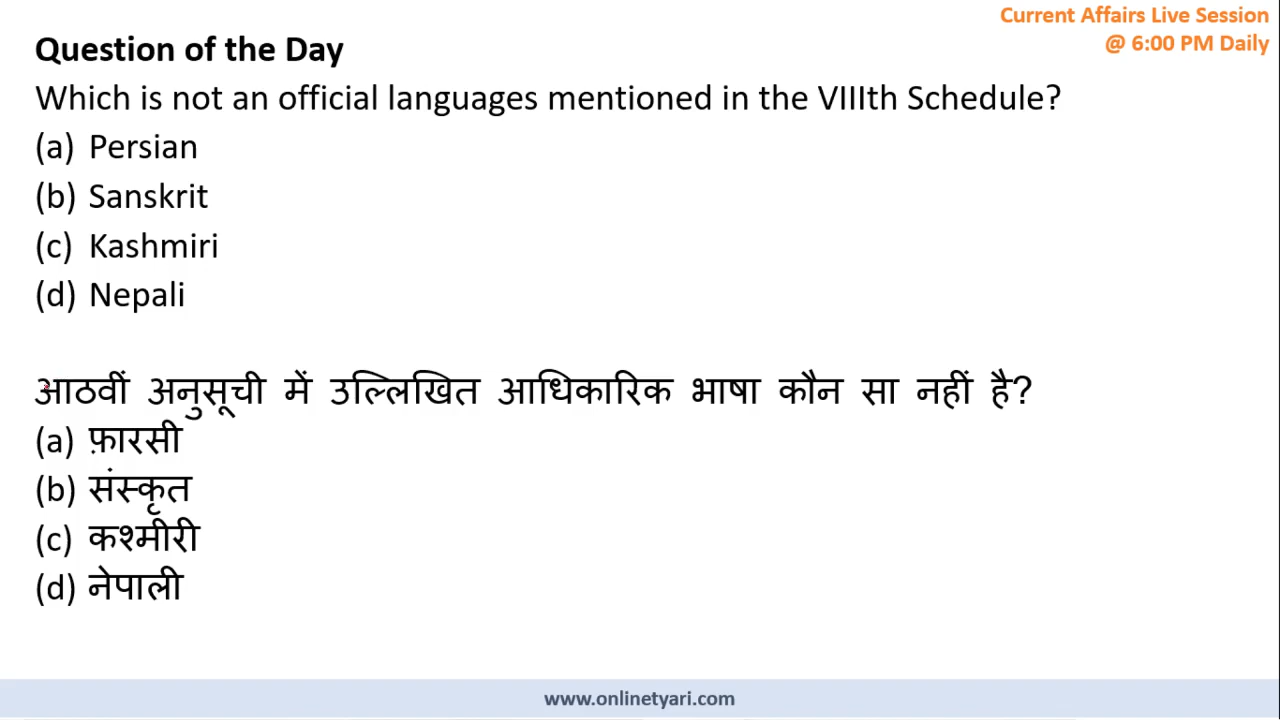 Current Affairs Live Session
@ 6:00 PM Daily
Question of the Day
Which is not an official languages mentioned in the VIIIth Schedule?
(a) Persian
(b) Sanskrit
(c) Kashmiri
(d) Nepali
आठवीं अनुसूची में उल्लिखित आधिकारिक भाषा कौन सा नहीं है?
(a) फ़ारसी
(b) संस्कृत
(c) कश्मीरी
(d) नेपाली
www.onlinetyari.com